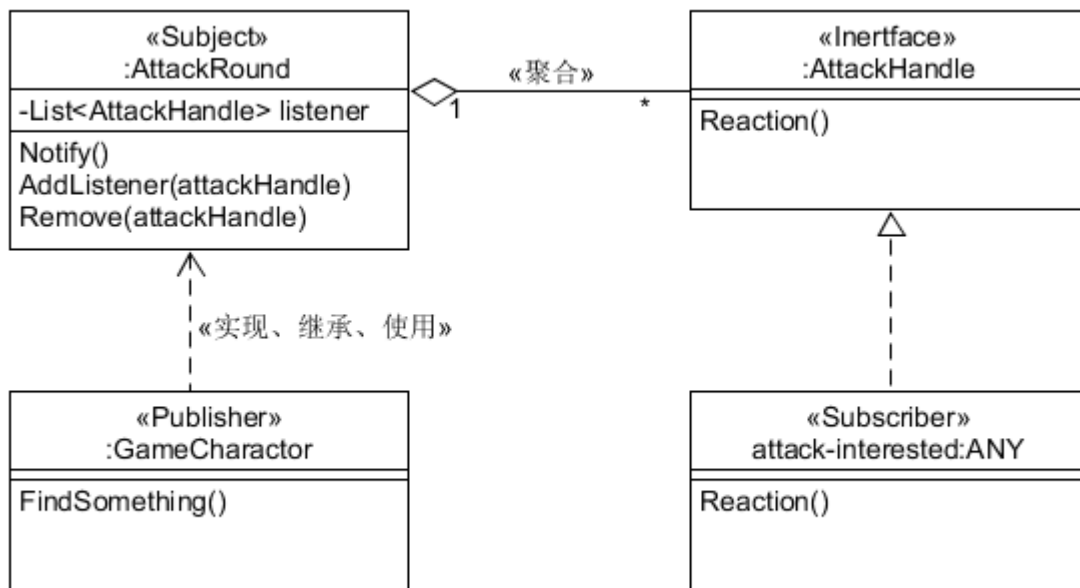 «Subject»
:AttackRound
-List<AttackHandle> listener
Notify()
AddListener(attackHandle)
Remove(attackHandle)
«聚合»
1
*
«Inertface»
:AttackHandle
Reaction()
«实现、继承、使用»
«Publisher»
:GameCharactor
FindSomething()
«Subscriber»
attack-interested:ANY
Reaction()